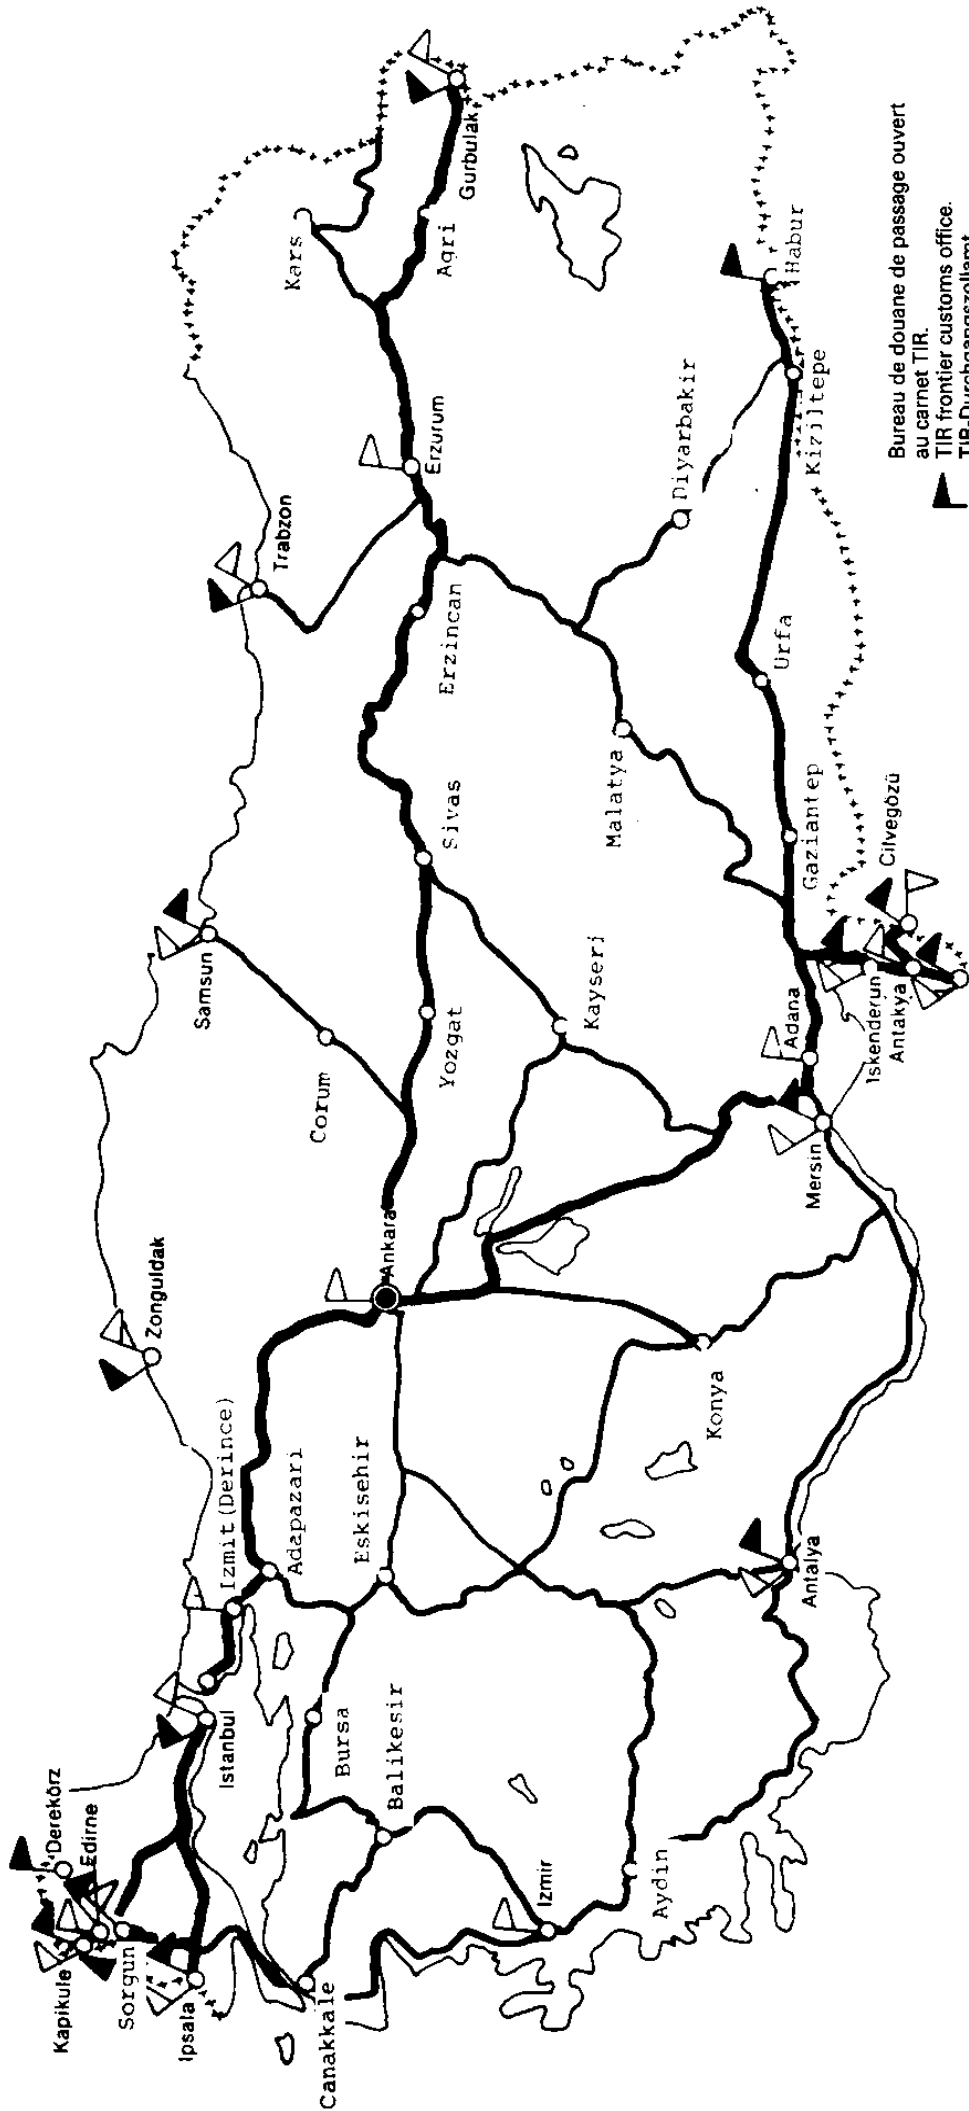 Kapikule
Derekörz
Edirne
Sorgun
Ipsala
Canakkale
Istanbul
Izmit (Derince)
Adapazari
Bursa
Balikesir
Eskisehir
Izmir
Aydin
Zonguldak
Ankara
Konya
Antalya
Samsun
Corum
Yozgat
Kayseri
Sivas
Mersin
Adana
Iskenderun
Antakya
Cilvegözü
Gaziantep
Malatya
Urfa
Trabzon
Erzincan
Erzurum
Diyarbakir
Kiziltepe
Habur
Kars
Agri
Gurbulak
Bureau de douane de passage ouvert
au carnet TIR.
TIR frontier customs office.
TIR-Durchgangszollamt